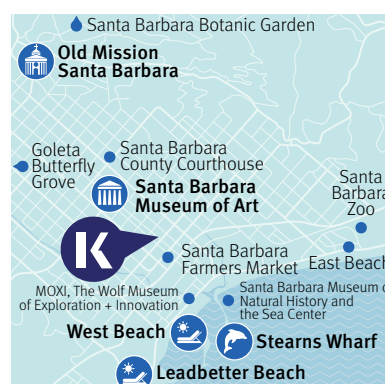 Santa Barbara Botanic Garden
Old Mission
Santa Barbara
Goleta
Butterfly
Grove
Santa Barbara
County Courthouse
Santa Barbara
Museum of Art
Santa
Barbara
Zoo
K
Santa Barbara
Farmers Market
East Beach
MOXI, The Wolf Museum
of Exploration + Innovation
Santa Barbara Museum o
Natural History and
the Sea Center
West Beach
Stearns Wharf
Leadbetter Beach